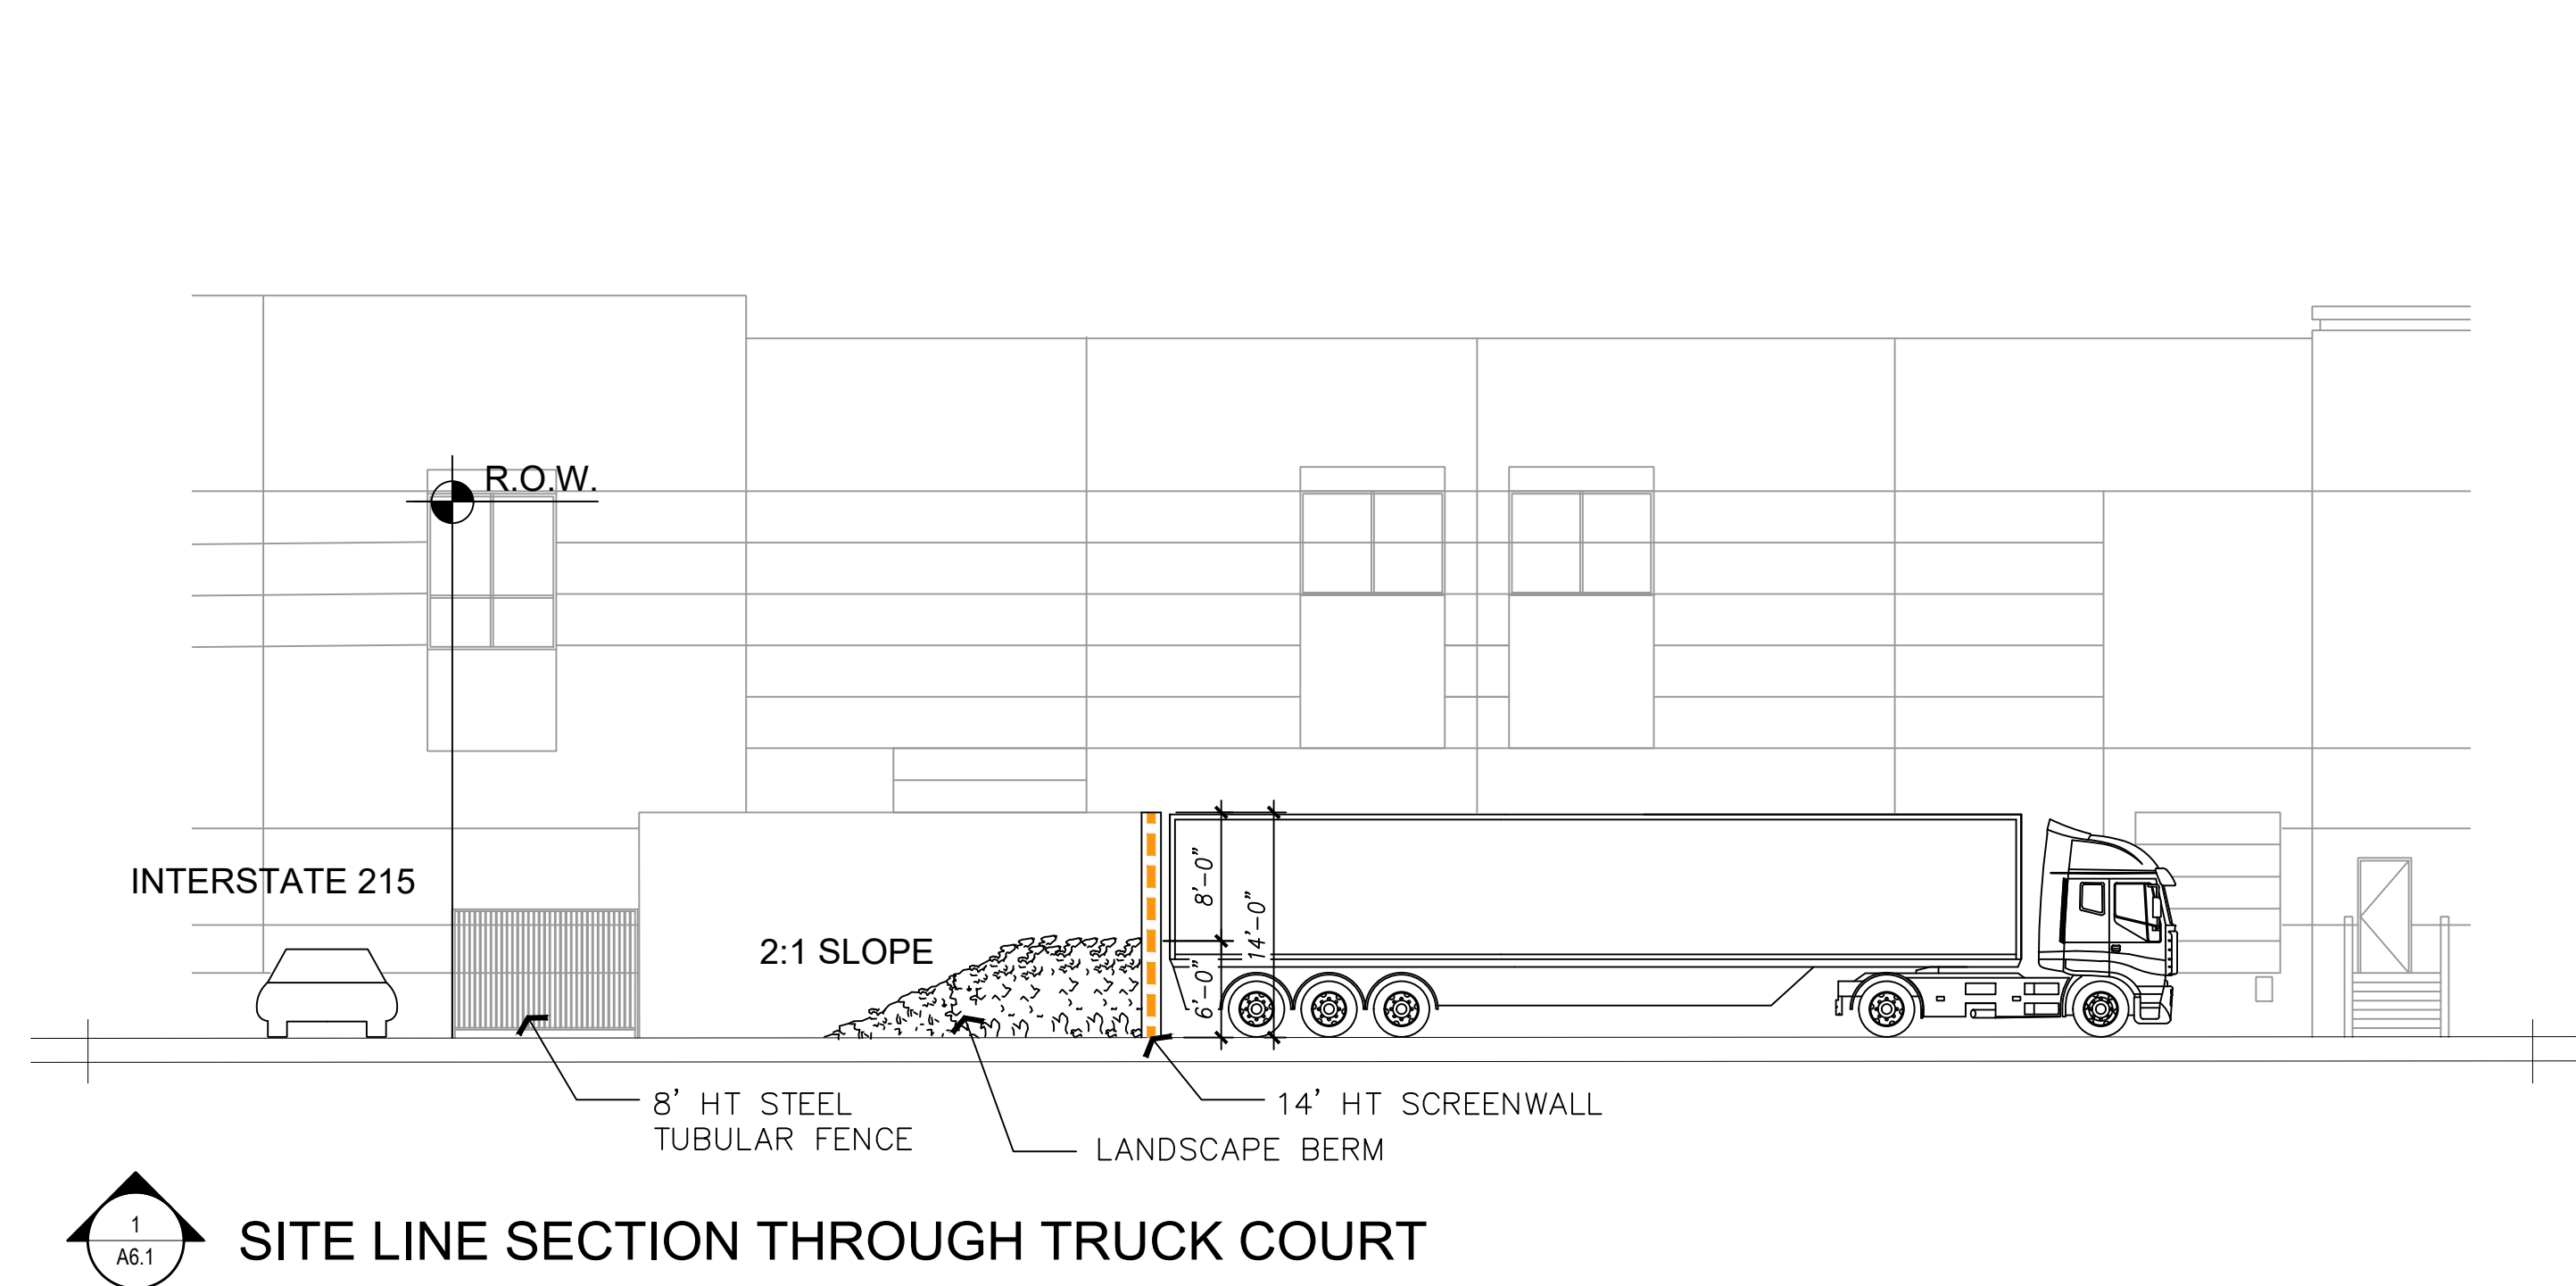 R.O.W.
INTERSTATE 215
2:1 SLOPE
8'-0"
14'-0"
6'-0"
8' HT STEEL
TUBULAR FENCE
14' HT SCREENWALL
LANDSCAPE BERM
1
A6.1
SITE LINE SECTION THROUGH TRUCK COURT